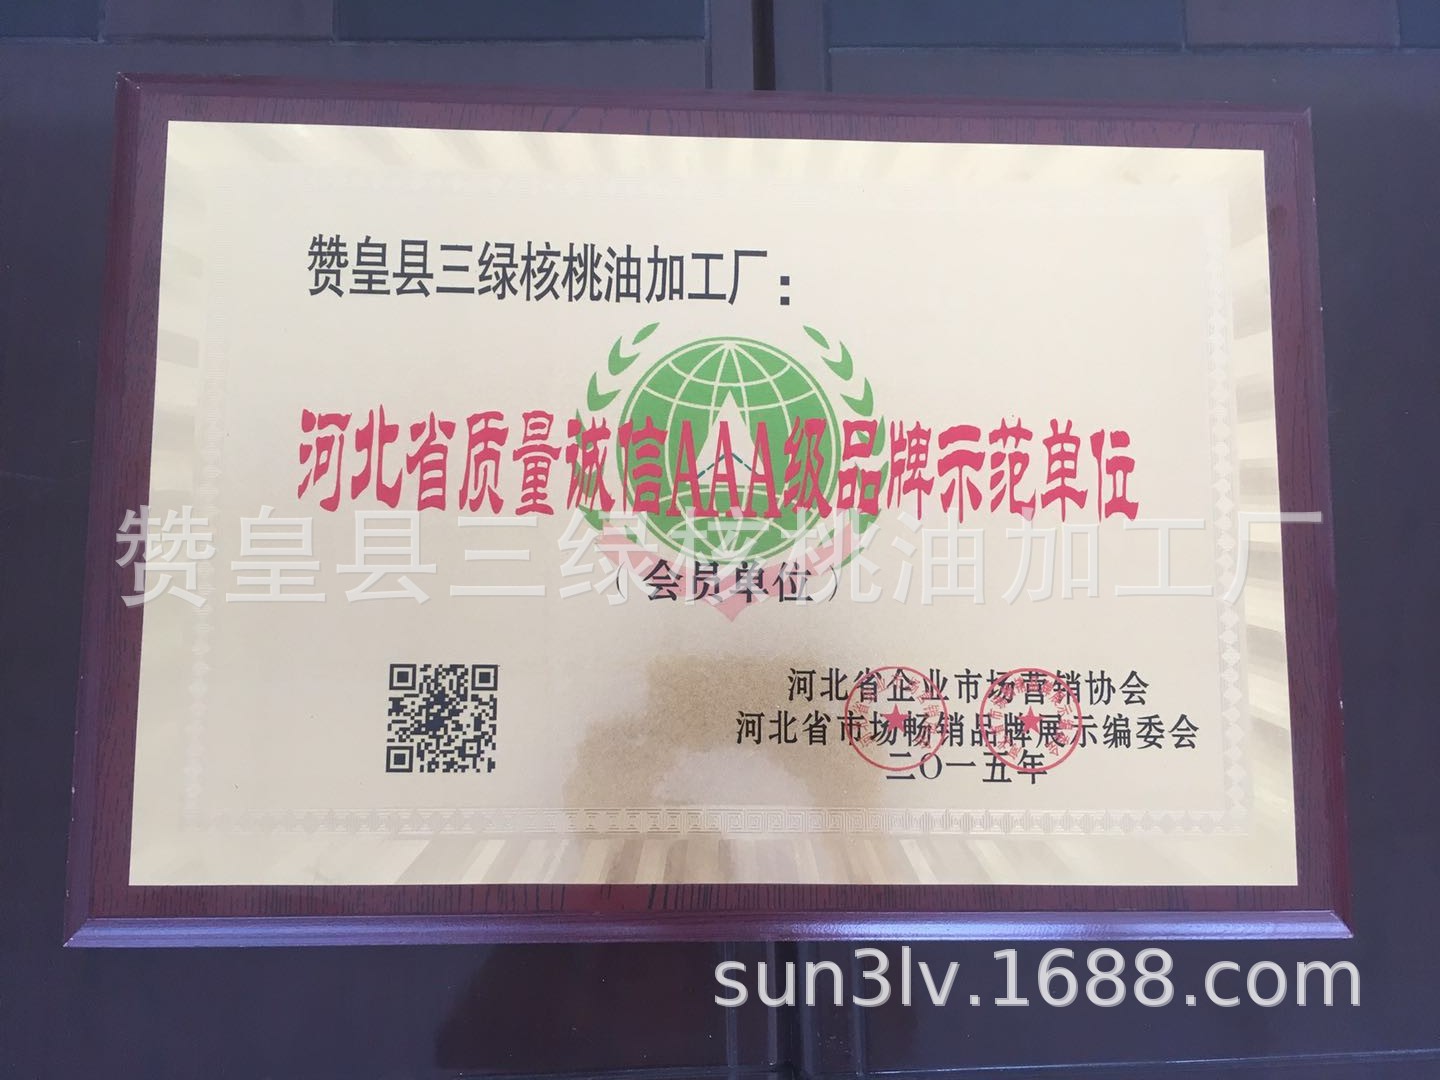 赞皇县三绿核桃油加工厂：
河北省质量诚信AAA级品牌示范单位
赞皇县三绿核桃油加工厂
（会员单位）
河北省企业市场营销协会
河北省市场畅销品牌展示编委会
二O一五年
sun3lv.1688.com